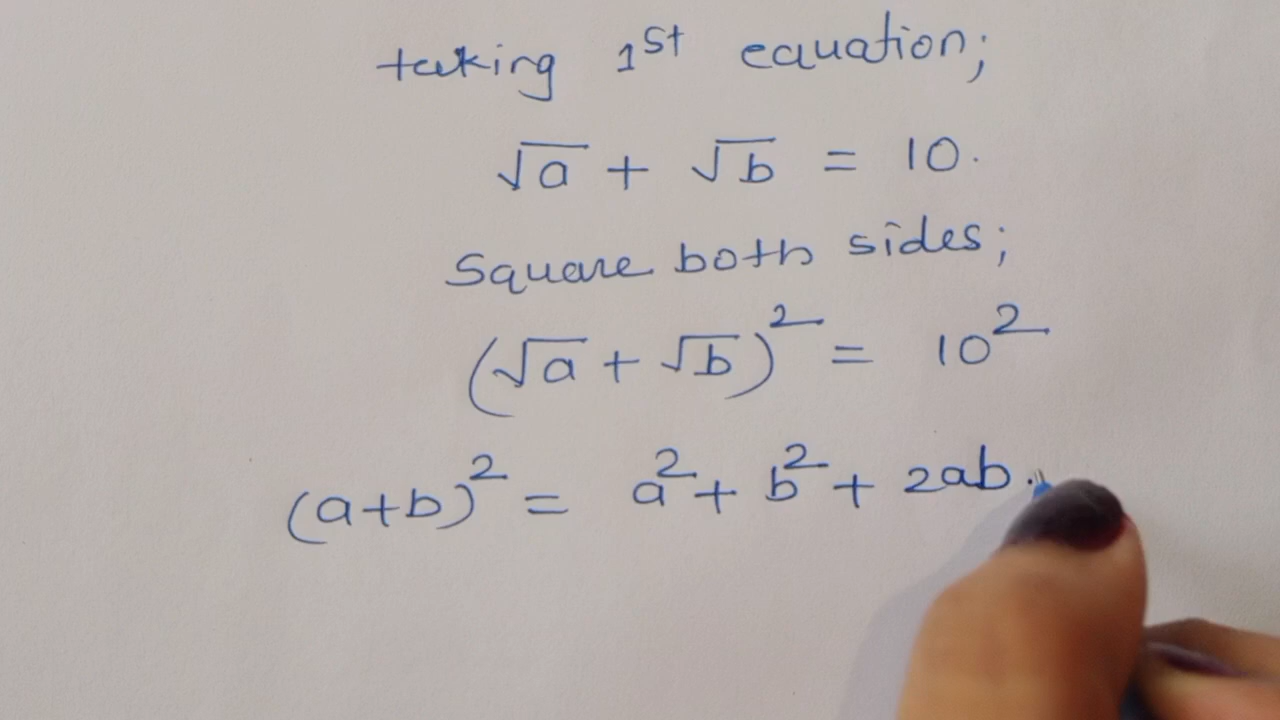 taking 1st equation;
√a + √b = 10.
Square both sides;
(√a + √b)² = 10²
(a+b)² = a² + b² + 2ab.